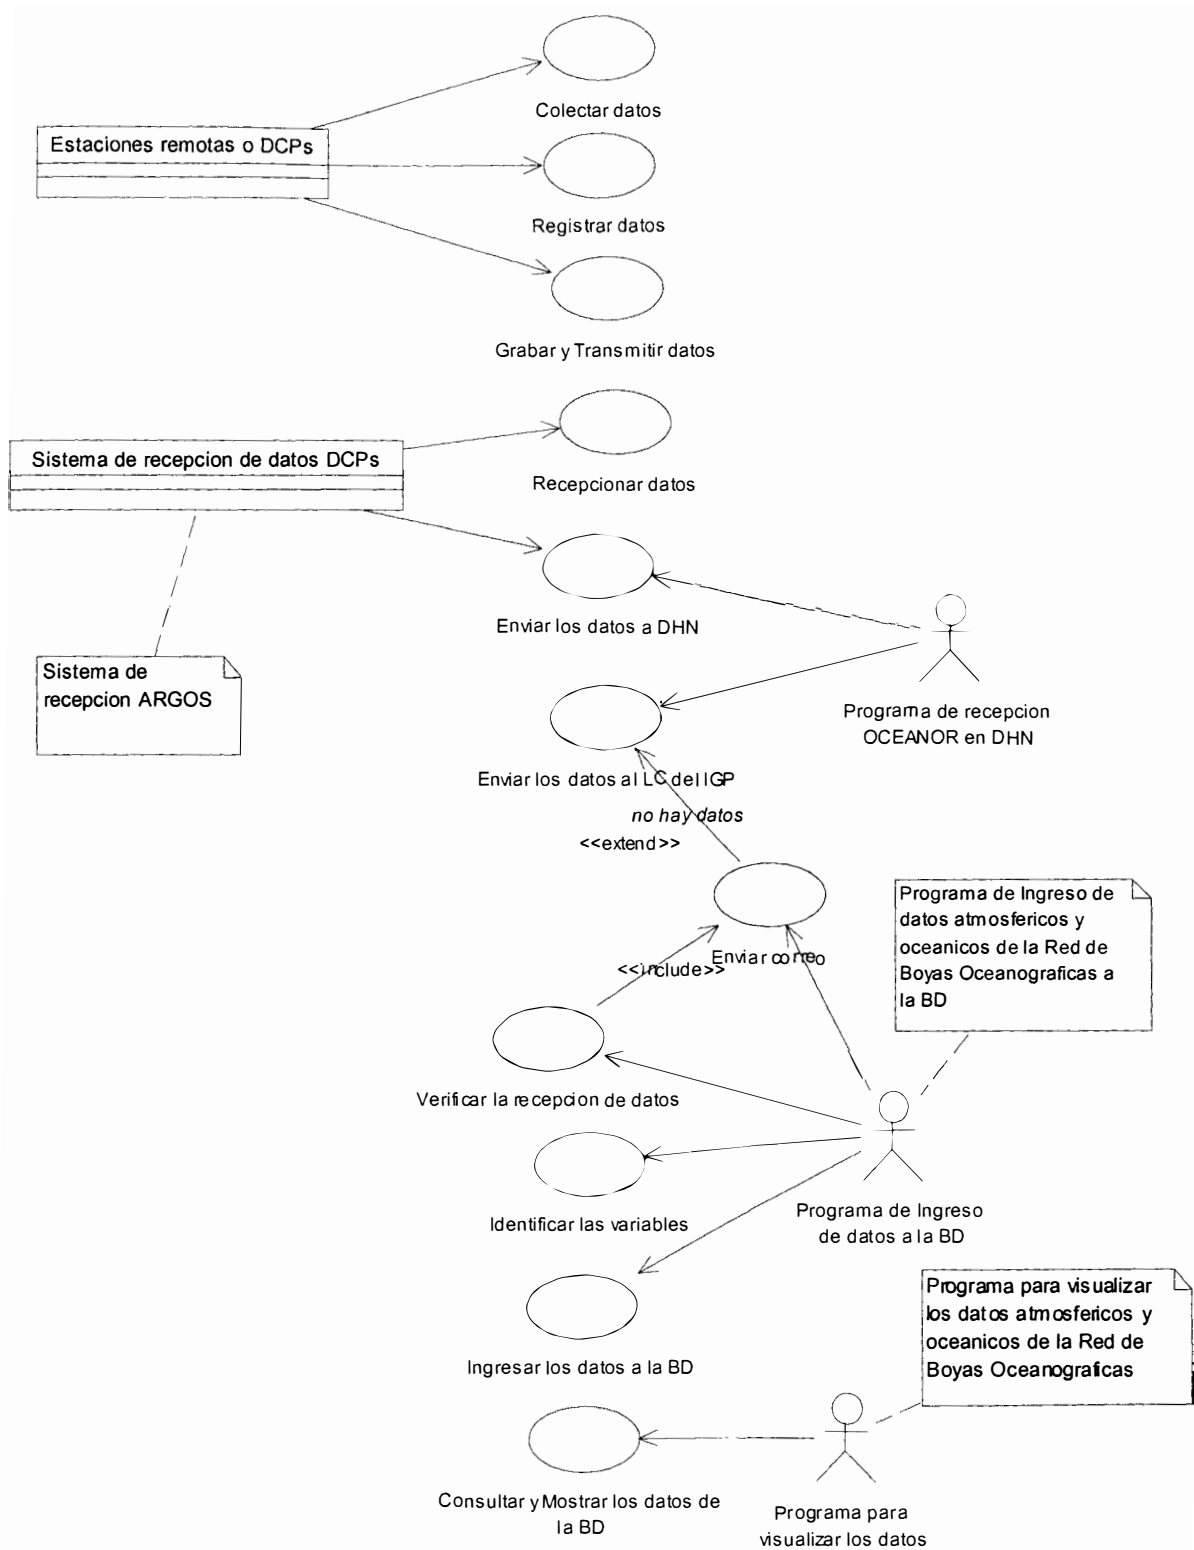 Colectar datos
Estaciones remotas o DCPs
Registrar datos
Grabar y Transmitir datos
Sistema de recepcion de datos DCPs
Recepcionar datos
Enviar los datos a DHN
Sistema de
recepcion ARGOS
Programa de recepcion
OCEANOR en DHN
Enviar los datos al LC del IGP
no hay datos
<<extend>>
Programa de Ingreso de
datos atmosfericos y
oceanicos de la Red de
Boyas Oceanograficas a
la BD
Enviar correo
<<include>>
Verificar la recepcion de datos
Identificar las variables
Programa de Ingreso
de datos a la BD
Programa para visualizar
los datos atmosfericos y
oceanicos de la Red de
Boyas Oceanograficas
Ingresar los datos a la BD
Consultar y Mostrar los datos de
la BD
Programa para
visualizar los datos